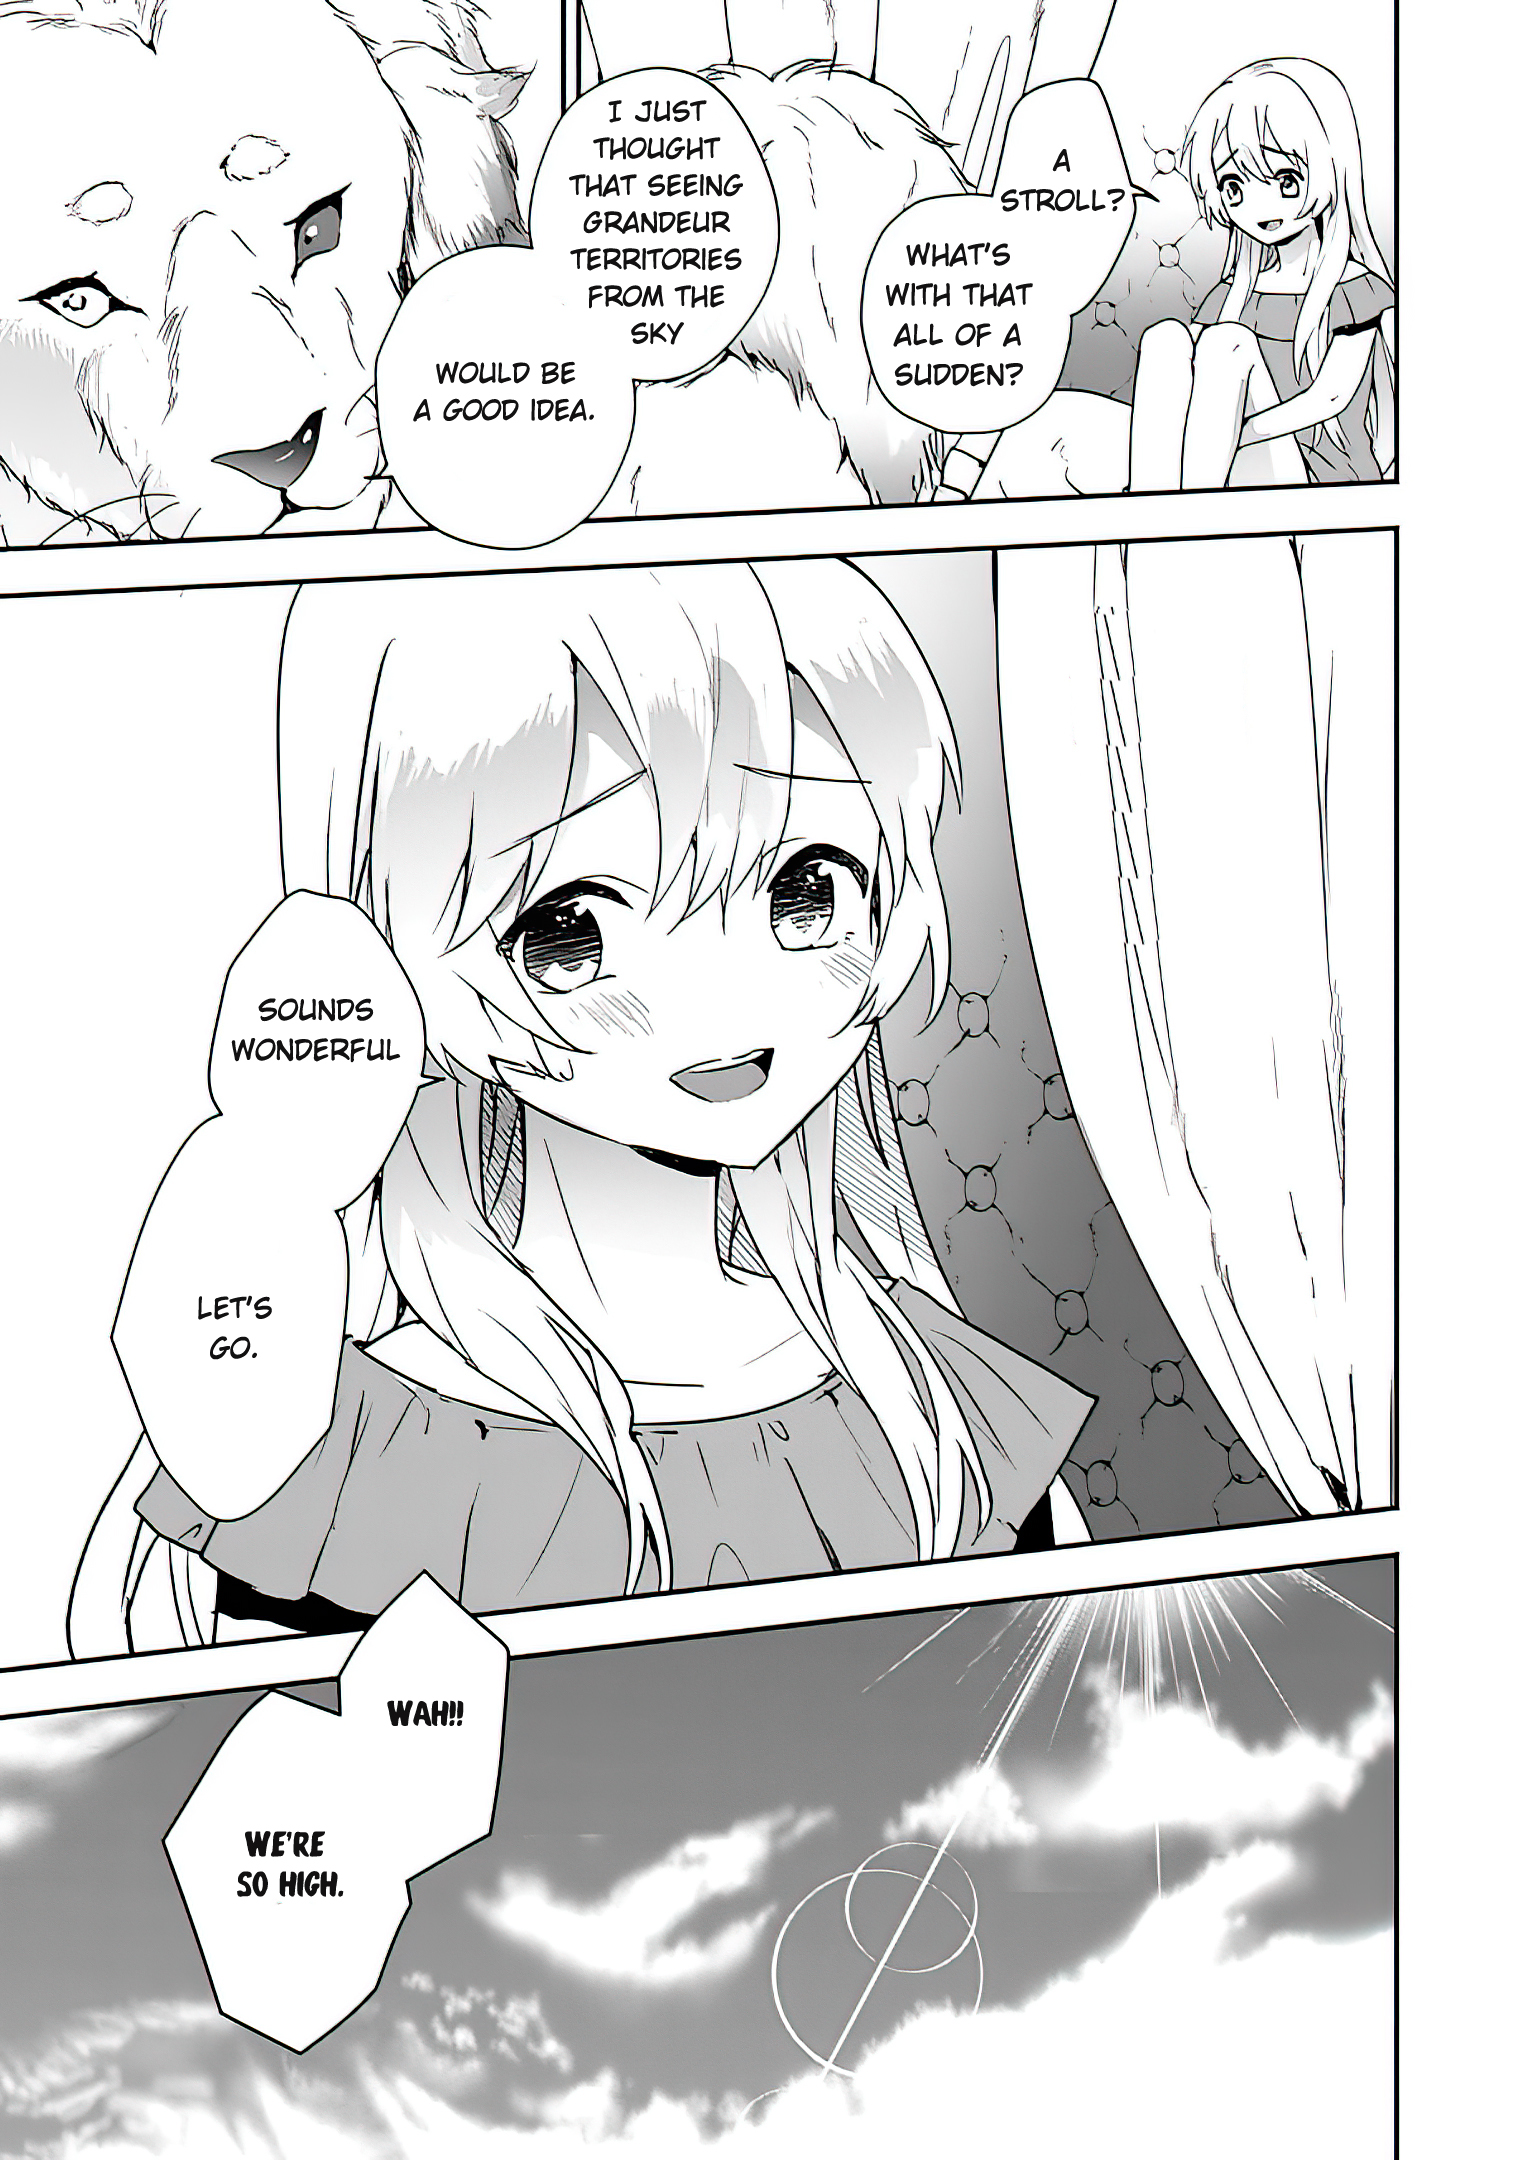 A
STROLL?
WHAT'S
WITH THAT
ALL OF A
SUDDEN?
I JUST
THOUGHT
THAT SEEING
GRANDEUR
TERRITORIES
FROM THE
SKY
WOULD BE
A GOOD IDEA.
SOUNDS
WONDERFUL
LET'S
GO.
WAH!!
WE'RE
SO HIGH.